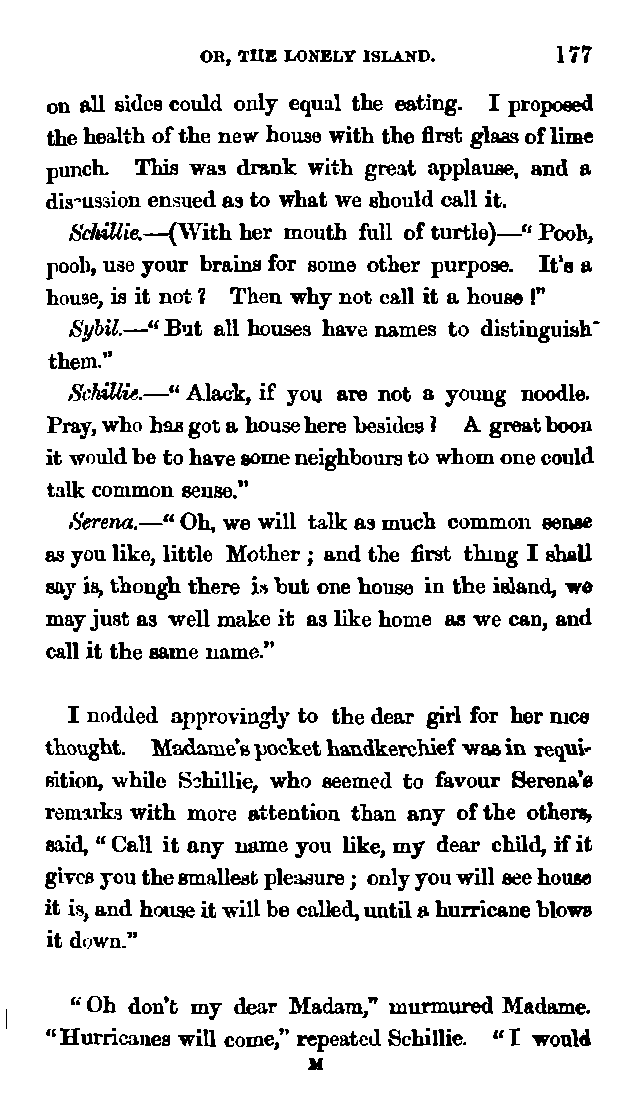 OR, THE LONELY ISLAND. 177
on all sides could only equal the eating. I proposed
the health of the new house with the first glass of lime
punch. This was drank with great applause, and a
discussion ensued as to what we should call it.
Schillie.—(With her mouth full of turtle)—“ Pooh,
pooh, use your brains for some other purpose. It's a
house, is it not ? Then why not call it a house !”
Sybil.—“ But all houses have names to distinguish
them.”
Schillie.—“ Alack, if you are not a young noodle.
Pray, who has got a house here besides ? A great boon
it would be to have some neighbours to whom one could
talk common sense.”
Serena.—“ Oh, we will talk as much common sense
as you like, little Mother ; and the first thing I shall
say is, though there is but one house in the island, we
may just as well make it as like home as we can, and
call it the same name.”
I nodded approvingly to the dear girl for her nice
thought. Madame's pocket handkerchief was in requi-
sition, while Schillie, who seemed to favour Serena's
remarks with more attention than any of the others,
said, “ Call it any name you like, my dear child, if it
gives you the smallest pleasure ; only you will see house
it is, and house it will be called, until a hurricane blows
it down.”
“ Oh don't my dear Madam,” murmured Madame.
“Hurricanes will come,” repeated Schillie. “ I would
M